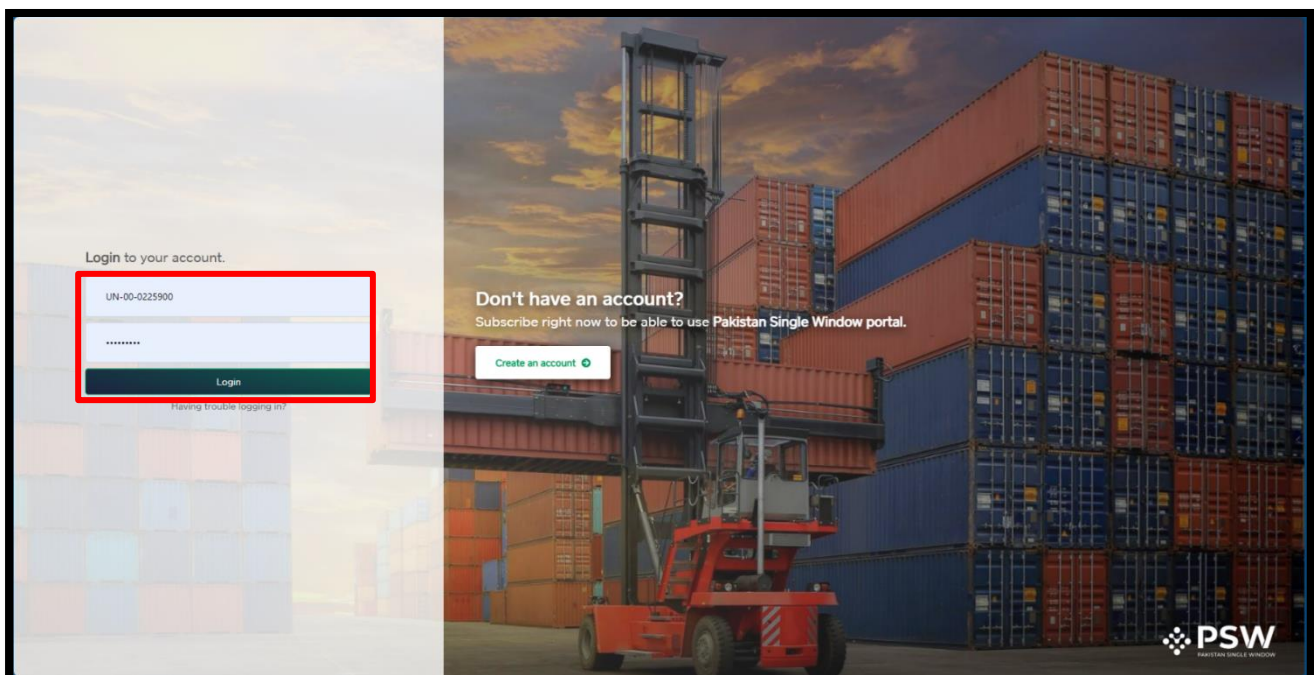 Login to your account.
UN-00-0225900
•••••••••
Login
Having trouble logging in?
Don't have an account?
Subscribe right now to be able to use Pakistan Single Window portal.
Create an account
PSW
PAKISTAN SINGLE WINDOW